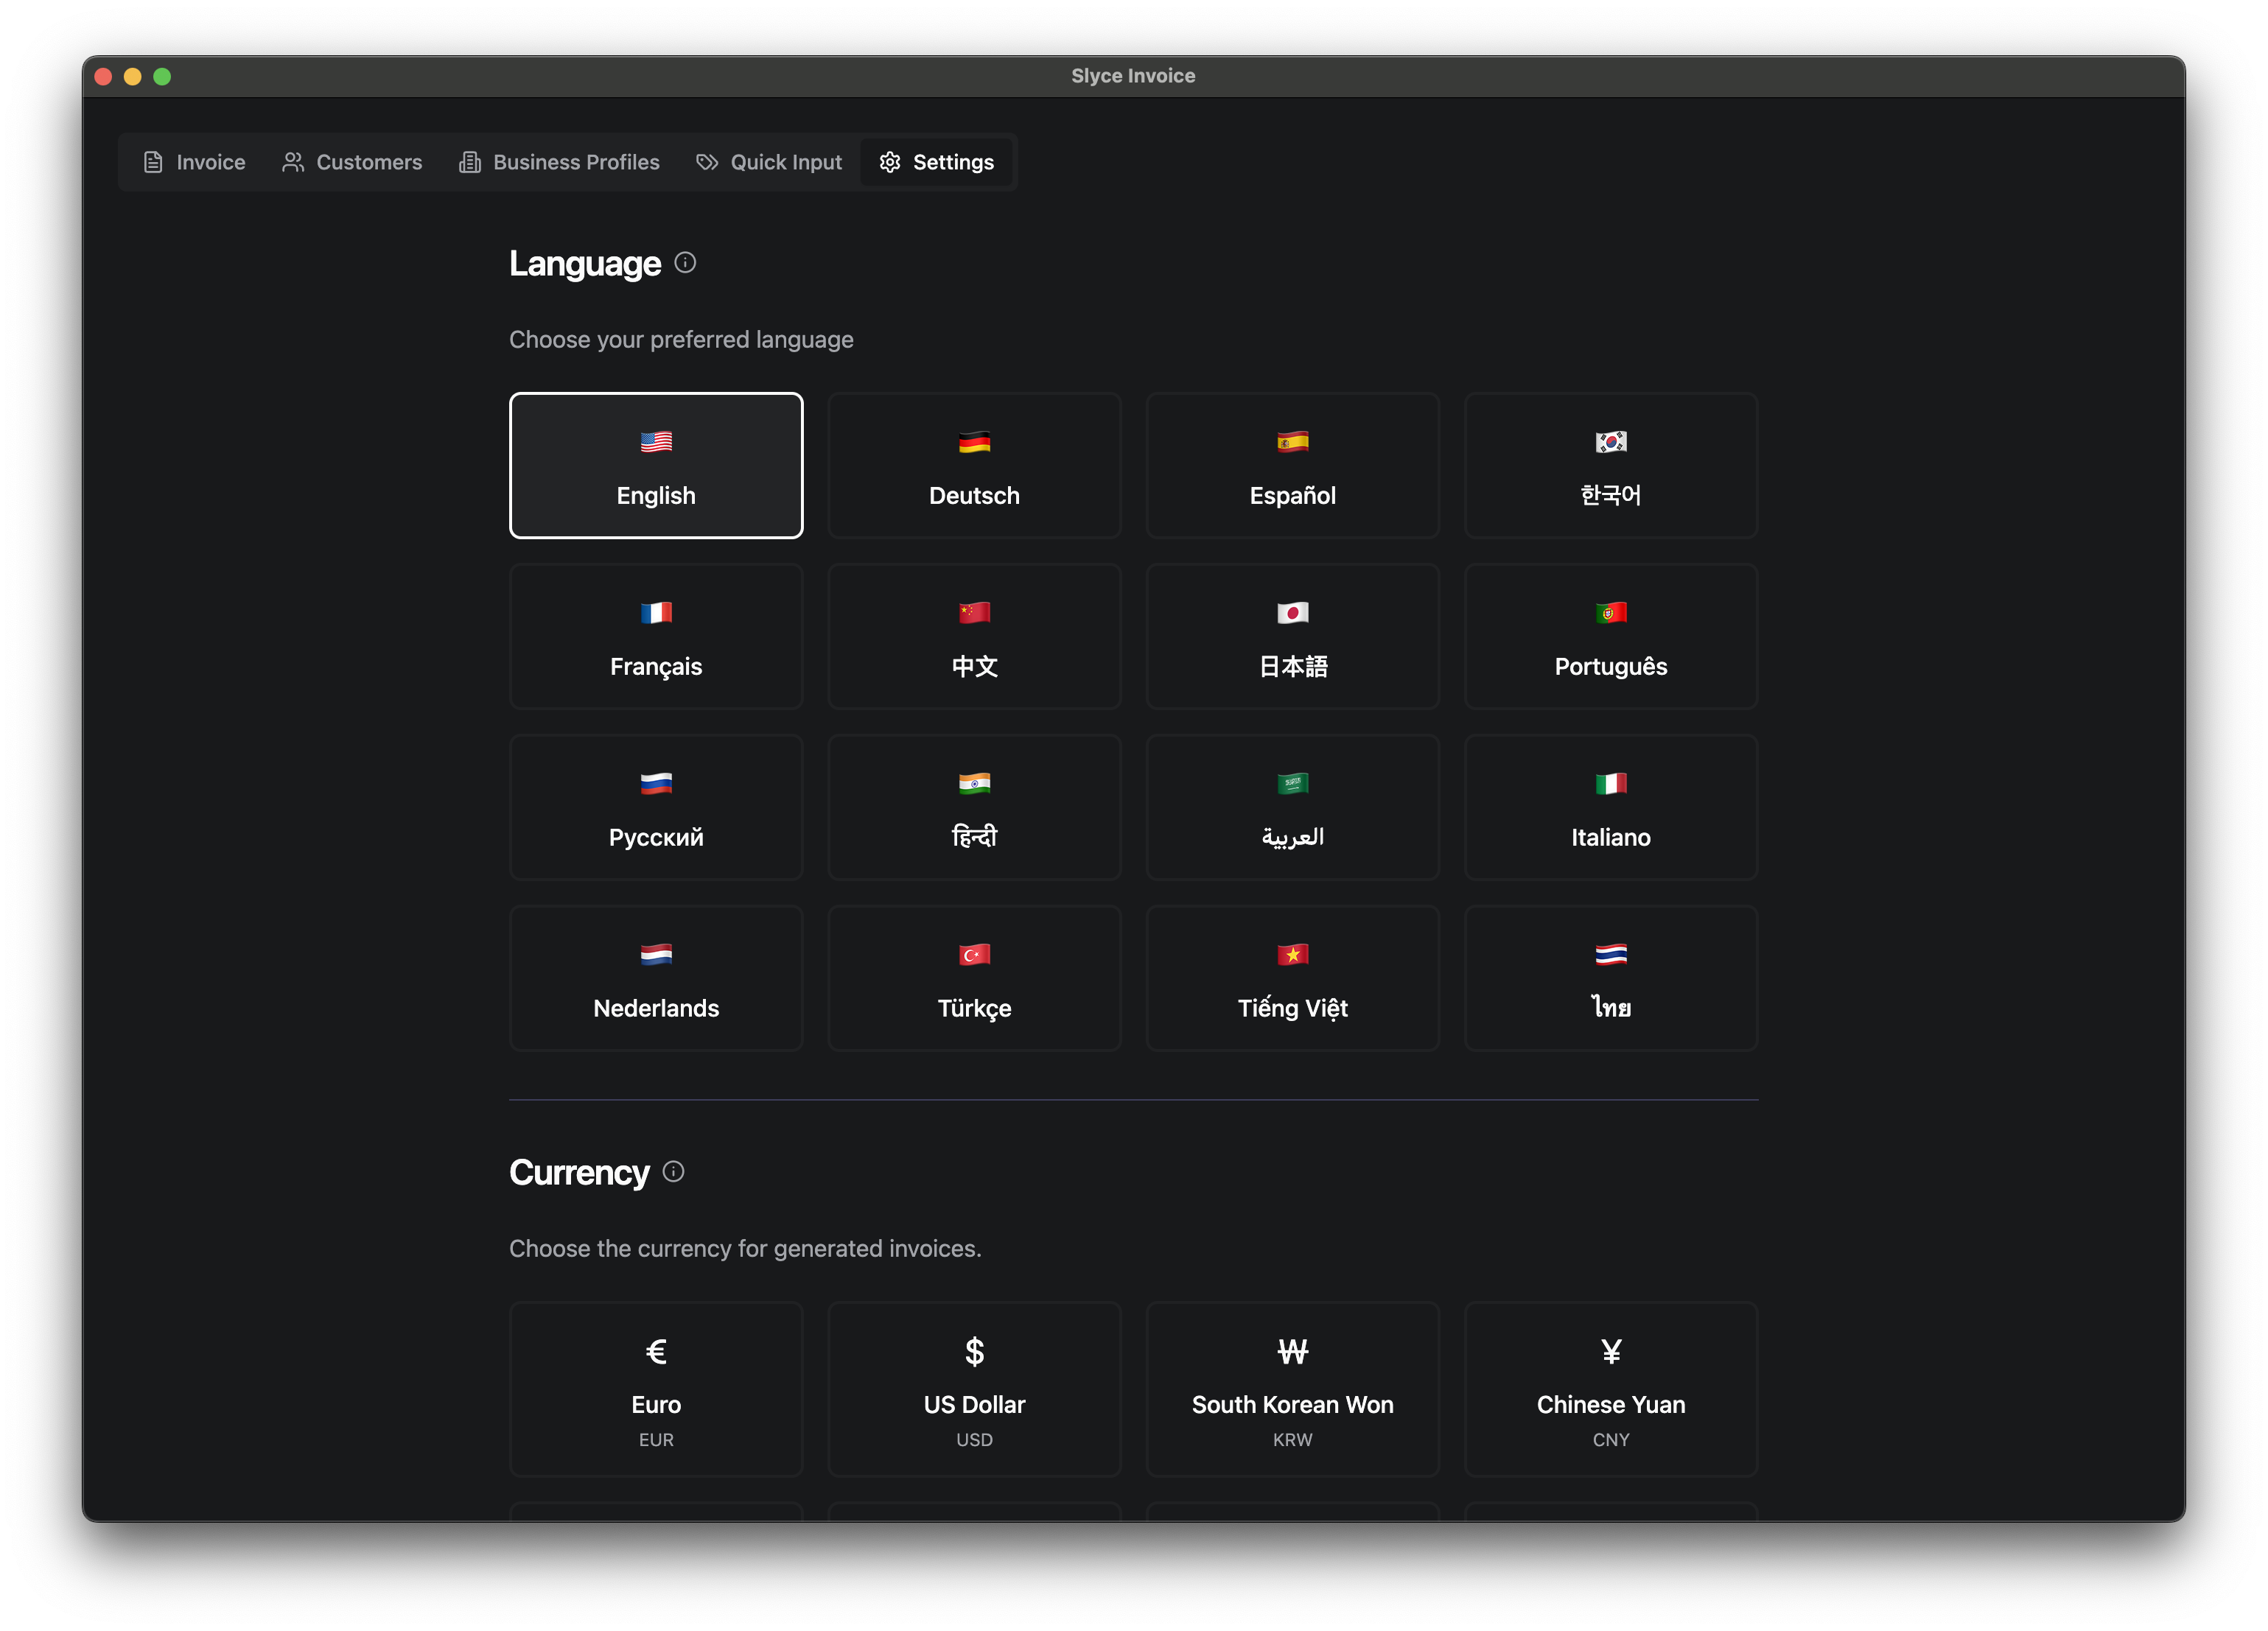 Slyce Invoice
Invoice Customers Business Profiles Quick Input Settings
Language
Choose your preferred language
English Deutsch Español 한국어
Français 中文 日本語 Português
Русский हिन्दी العربية Italiano
Nederlands Türkçe Tiếng Việt ไทย
Currency
Choose the currency for generated invoices.
€ $ ₩ ¥
Euro US Dollar South Korean Won Chinese Yuan
EUR USD KRW CNY